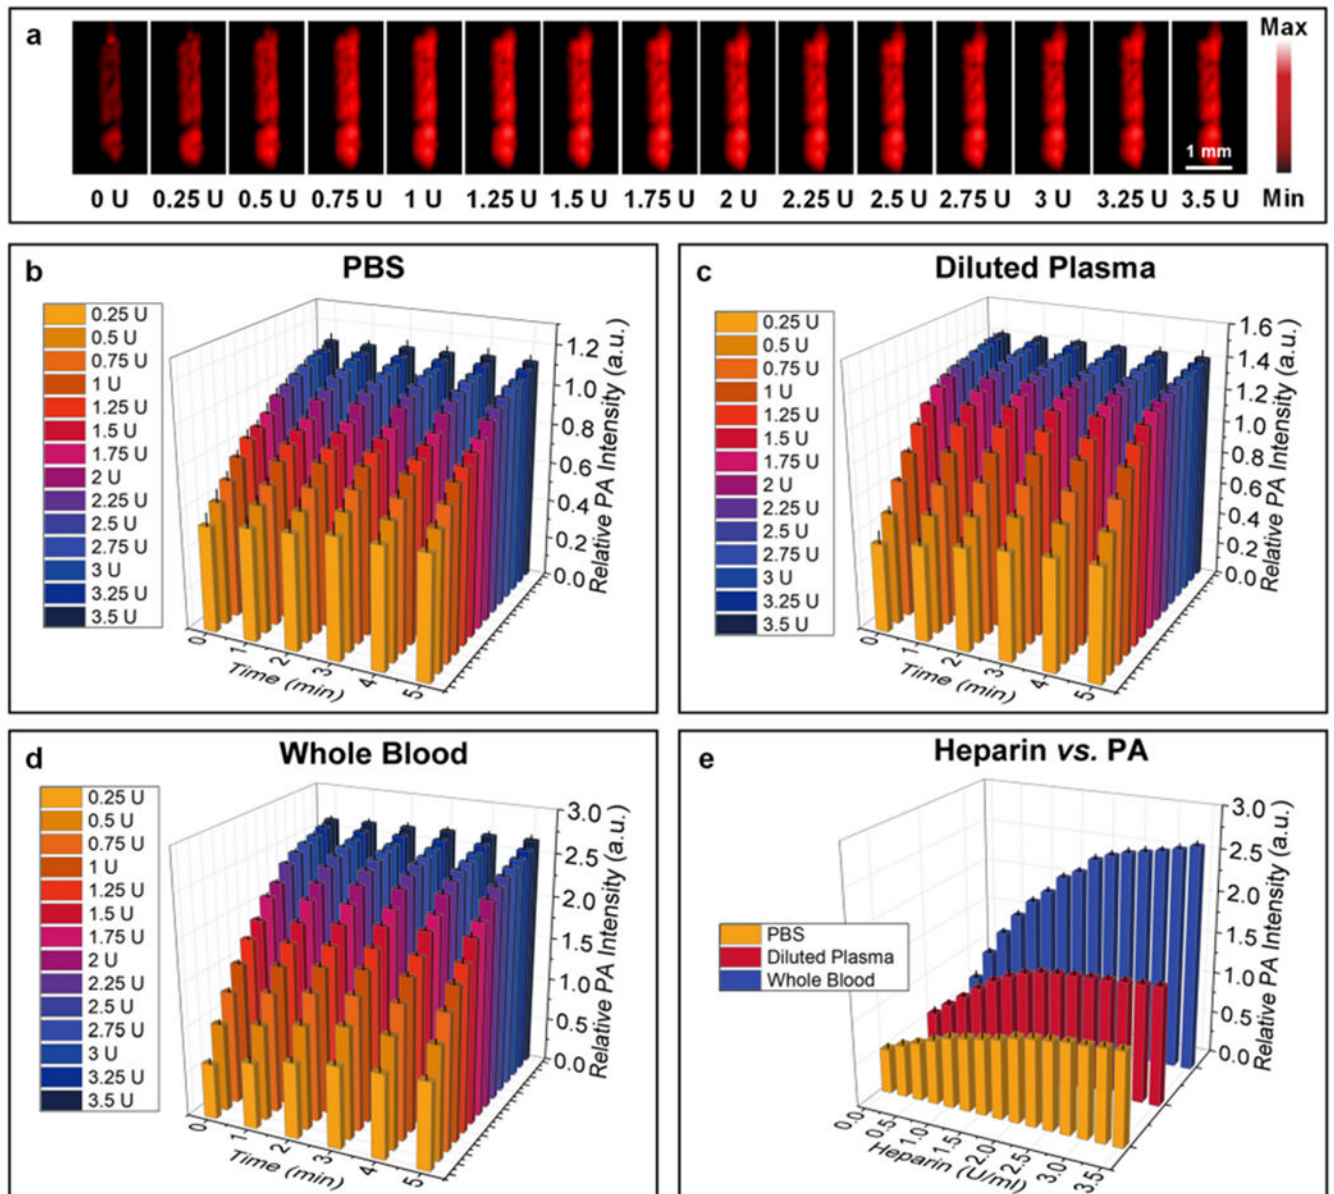 a
Max
1 mm
Min
0 U 0.25 U 0.5 U 0.75 U 1 U 1.25 U 1.5 U 1.75 U 2 U 2.25 U 2.5 U 2.75 U 3 U 3.25 U 3.5 U
b
PBS
0.25 U
0.5 U
0.75 U
1 U
1.25 U
1.5 U
1.75 U
2 U
2.25 U
2.5 U
2.75 U
3 U
3.25 U
3.5 U
1.2
1.0
0.8
0.6
0.4
0.2
0.0
Relative PA Intensity (a.u.)
0 1 2 3 4 5
Time (min)
c
Diluted Plasma
0.25 U
0.5 U
0.75 U
1 U
1.25 U
1.5 U
1.75 U
2 U
2.25 U
2.5 U
2.75 U
3 U
3.25 U
3.5 U
1.6
1.4
1.2
1.0
0.8
0.6
0.4
0.2
0.0
Relative PA Intensity (a.u.)
0 1 2 3 4 5
Time (min)
d
Whole Blood
0.25 U
0.5 U
0.75 U
1 U
1.25 U
1.5 U
1.75 U
2 U
2.25 U
2.5 U
2.75 U
3 U
3.25 U
3.5 U
3.0
2.5
2.0
1.5
1.0
0.5
0.0
Relative PA Intensity (a.u.)
0 1 2 3 4 5
Time (min)
e
Heparin vs. PA
PBS
Diluted Plasma
Whole Blood
3.0
2.5
2.0
1.5
1.0
0.5
0.0
Relative PA Intensity (a.u.)
0.0 0.5 1.0 1.5 2.0 2.5 3.0 3.5
Heparin (U/ml)